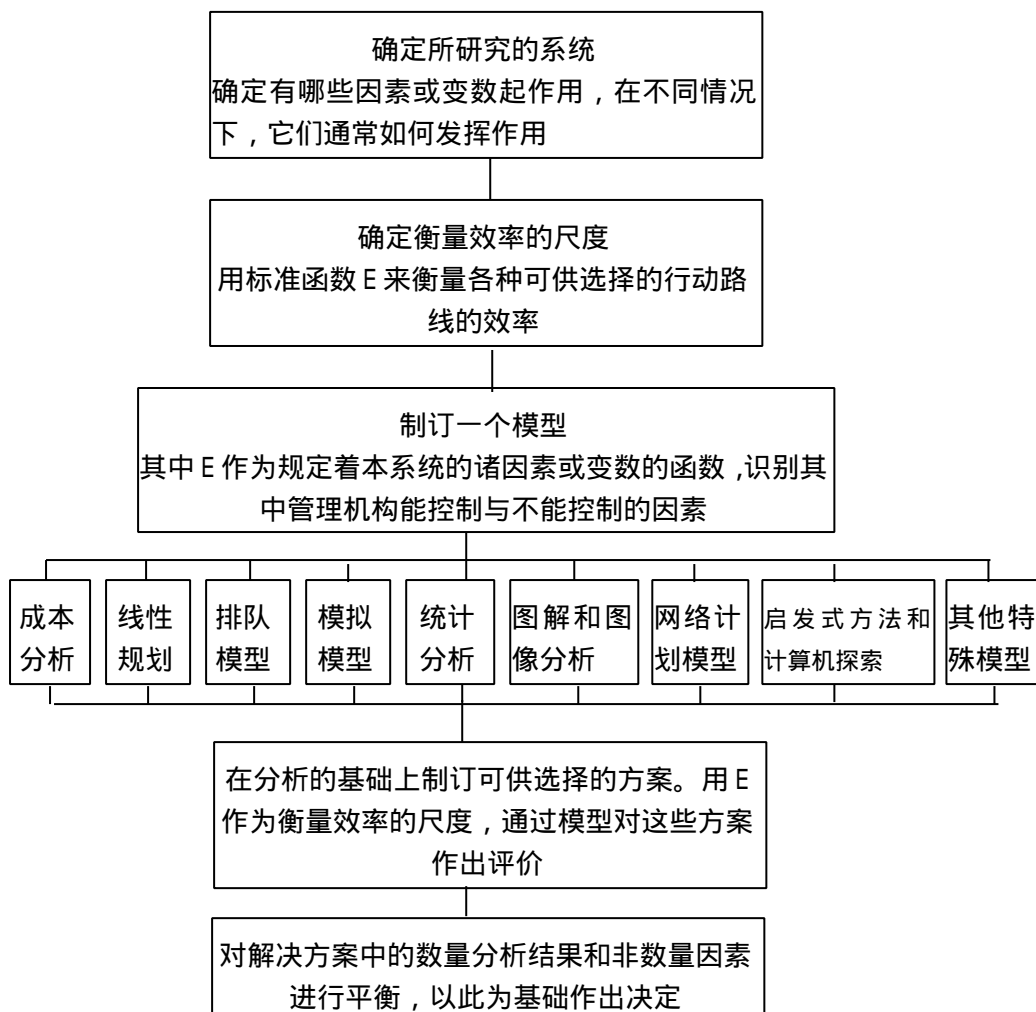 确定所研究的系统
确定有哪些因素或变数起作用，在不同情况
下，它们通常如何发挥作用
确定衡量效率的尺度
用标准函数 E 来衡量各种可供选择的行动路
线的效率
制订一个模型
其中 E 作为规定着本系统的诸因素或变数的函数，识别其
中管理机构能控制与不能控制的因素
成本
分析
线性
规划
排队
模型
模拟
模型
统计
分析
图解和图
像分析
网络计
划模型
启发式方法和
计算机探索
其他特
殊模型
在分析的基础上制订可供选择的方案。用 E
作为衡量效率的尺度，通过模型对这些方案
作出评价
对解决方案中的数量分析结果和非数量因素
进行平衡，以此为基础作出决定